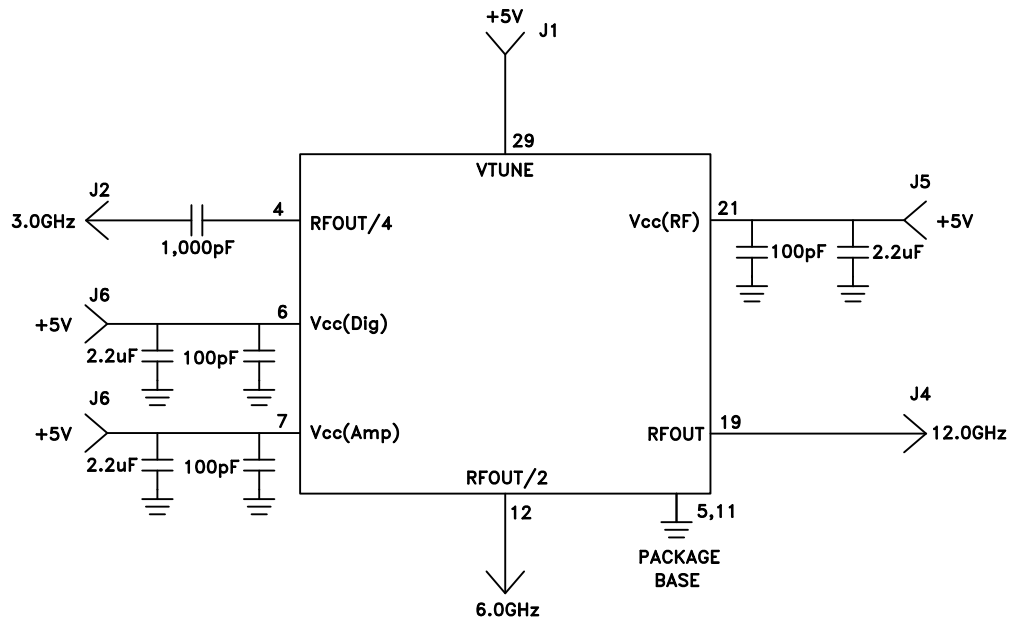 +5V
J1
29
VTUNE
J2
3.0GHz
1,000pF
4
RFOUT/4
Vcc(RF)
21
J5
+5V
100pF
2.2uF
J6
+5V
6
Vcc(Dig)
2.2uF
100pF
J6
+5V
7
Vcc(Amp)
2.2uF
100pF
J4
RFOUT
19
12.0GHz
RFOUT/2
12
5,11
PACKAGE
BASE
6.0GHz